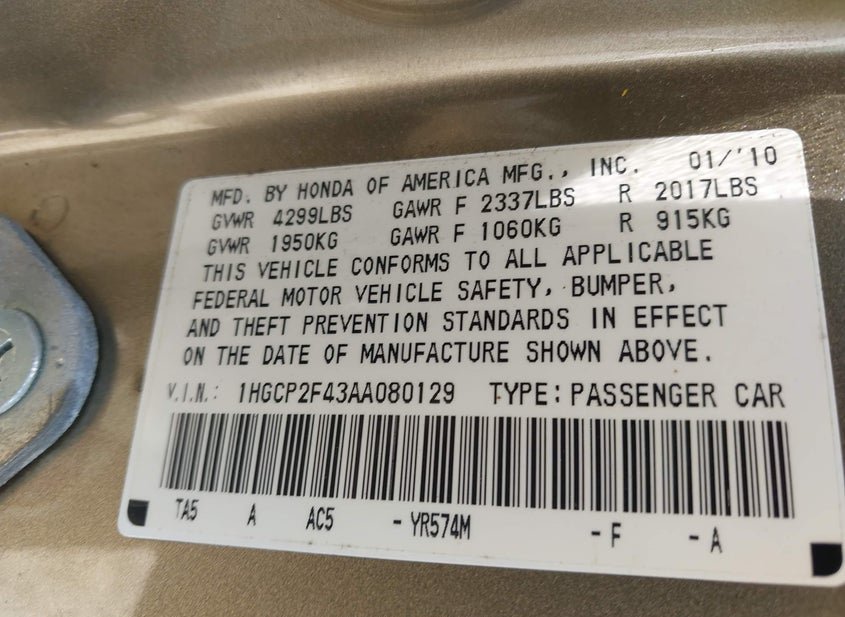 MFD. BY HONDA OF AMERICA MFG., INC. 01/'10
GVWR 4299LBS GAWR F 2337LBS R 2017LBS
GVWR 1950KG GAWR F 1060KG R 915KG
THIS VEHICLE CONFORMS TO ALL APPLICABLE
FEDERAL MOTOR VEHICLE SAFETY, BUMPER,
AND THEFT PREVENTION STANDARDS IN EFFECT
ON THE DATE OF MANUFACTURE SHOWN ABOVE.
V.I.N.: 1HGCP2F43AA080129 TYPE: PASSENGER CAR
TA5 A AC5 - YR574M - F - A